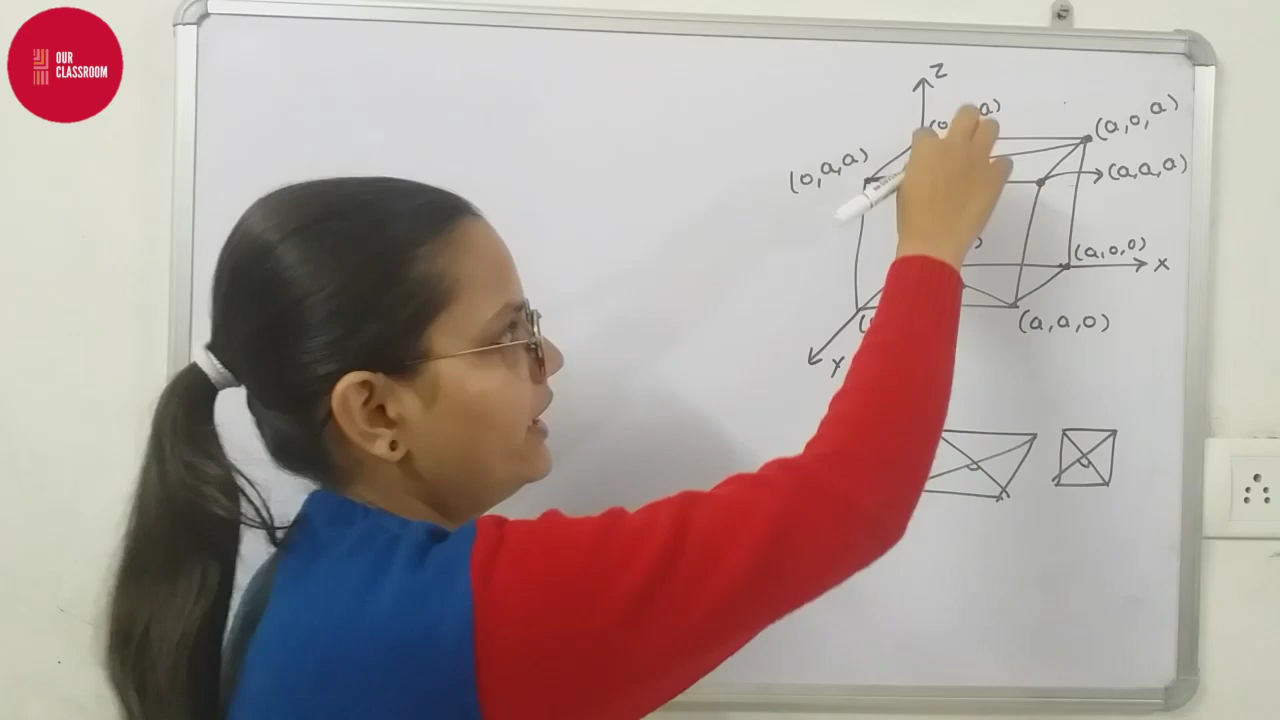 OUR
CLASSROOM
Z
(a,0,a)
(0,a,a)
(a,a,a)
(a,0,0)
X
(a,a,0)
Y